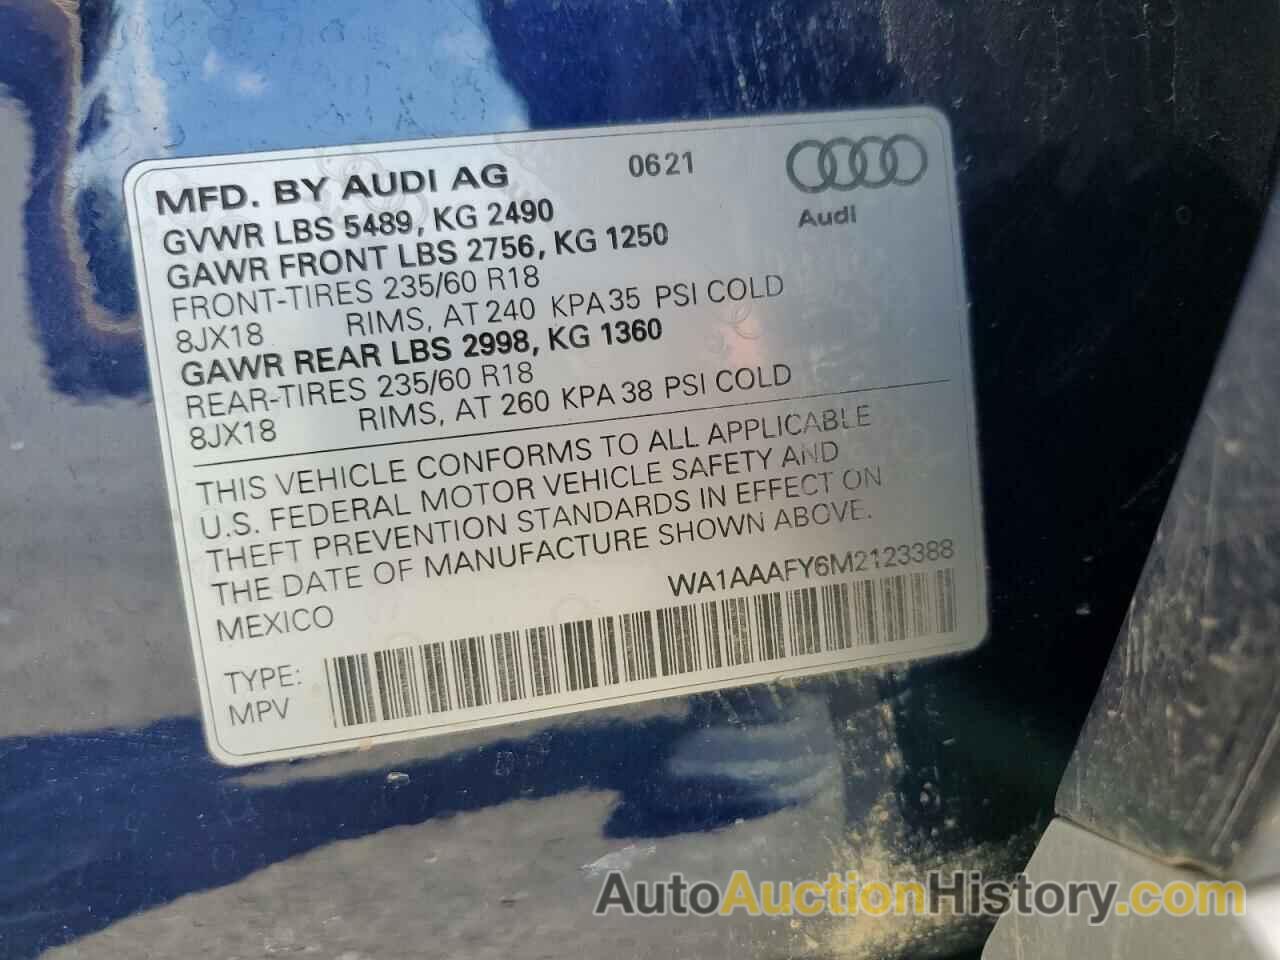 MFD. BY AUDI AG 0621
Audi
GVWR LBS 5489, KG 2490
GAWR FRONT LBS 2756, KG 1250
FRONT-TIRES 235/60 R18
8JX18 RIMS, AT 240 KPA 35 PSI COLD
GAWR REAR LBS 2998, KG 1360
REAR-TIRES 235/60 R18
8JX18 RIMS, AT 260 KPA 38 PSI COLD
THIS VEHICLE CONFORMS TO ALL APPLICABLE
U.S. FEDERAL MOTOR VEHICLE SAFETY AND
THEFT PREVENTION STANDARDS IN EFFECT ON
THE DATE OF MANUFACTURE SHOWN ABOVE.
MEXICO WA1AAAFY6M2123388
TYPE:
MPV
AutoAuctionHistory.com